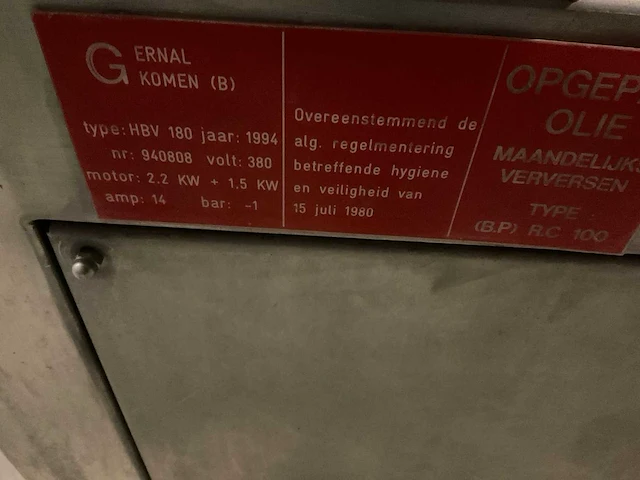 GERNAL
KOMEN (B)
type: HBV 180 jaar: 1994
nr: 940808 volt: 380
motor: 2.2 KW + 1.5 KW
amp: 14 bar: -1
Overeenstemmend de
alg. regelmentering
betreffende hygiene
en veiligheid van
15 juli 1980
OLIE
MAANDELIJKS
VERVERSEN
TYPE
(B.P) R.C 100